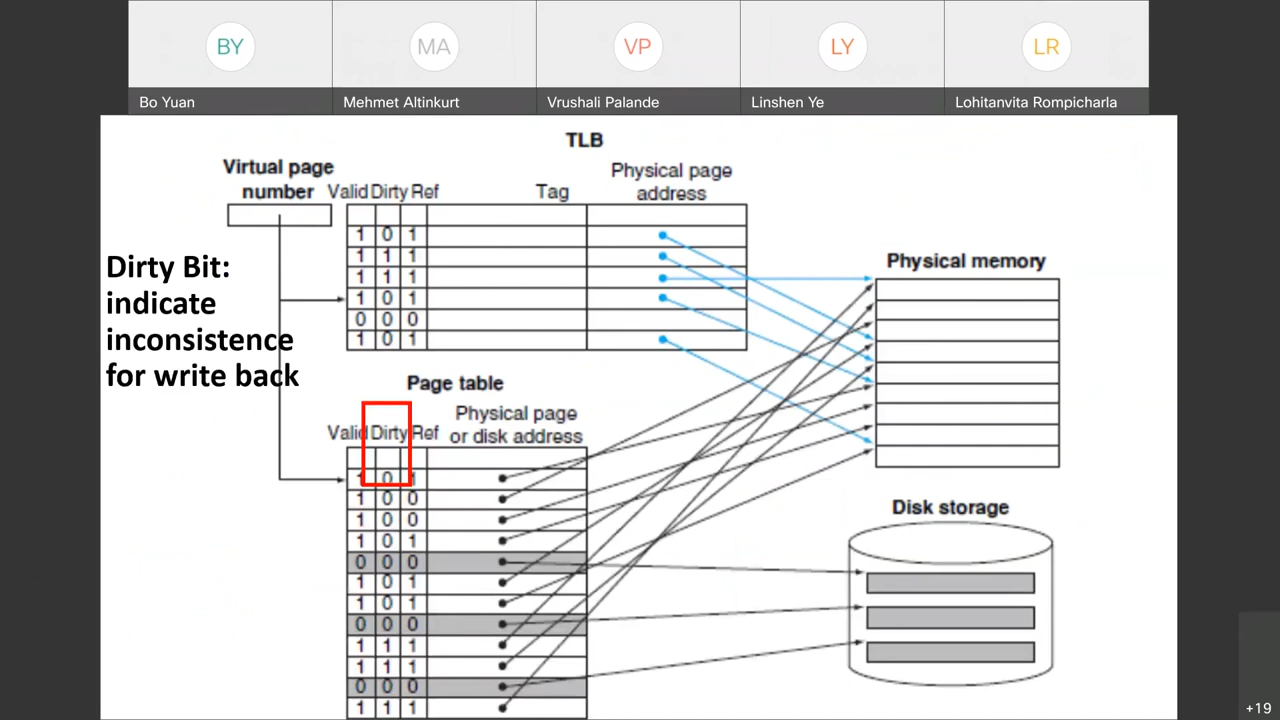 BY
MA
VP
LY
LR
Bo Yuan
Mehmet Altinkurt
Vrushali Palande
Linshen Ye
Lohitanvita Rompicharla
TLB
Virtual page
number
Valid Dirty Ref
Tag
Physical page
address
1 0 1
1 1 1
1 1 1
1 0 1
0 0 0
1 0 1
Dirty Bit:
indicate
inconsistence
for write back
Physical memory
Page table
Valid Dirty Ref
Physical page
or disk address
1 0 1
1 0 0
1 0 0
1 0 1
0 0 0
1 0 1
1 0 1
0 0 0
1 1 1
1 1 1
0 0 0
1 1 1
Disk storage
+19